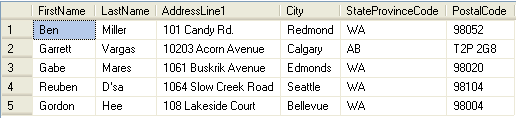 FirstName LastName AddressLine1 City StateProvinceCode PostalCode
1 Ben Miller 101 Candy Rd. Redmond WA 98052
2 Garrett Vargas 10203 Acorn Avenue Calgary AB T2P 2G8
3 Gabe Mares 1061 Buskrik Avenue Edmonds WA 98020
4 Reuben D'sa 1064 Slow Creek Road Seattle WA 98104
5 Gordon Hee 108 Lakeside Court Bellevue WA 98004